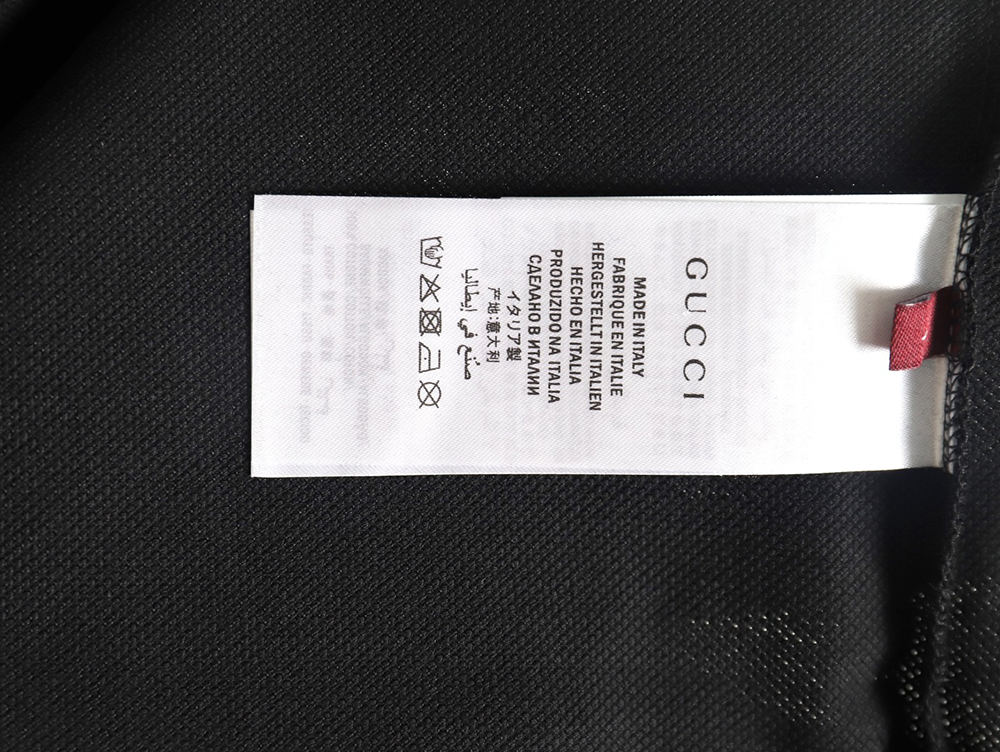 GUCCI
MADE IN ITALY
FABRIQUE EN ITALIE
HERGESTELLT IN ITALIEN
HECHO EN ITALIA
PRODUZIDO NA ITALIA
СДЕЛАНО В ИТАЛИИ
イタリア製
产地:意大利
صُنع في إيطاليا